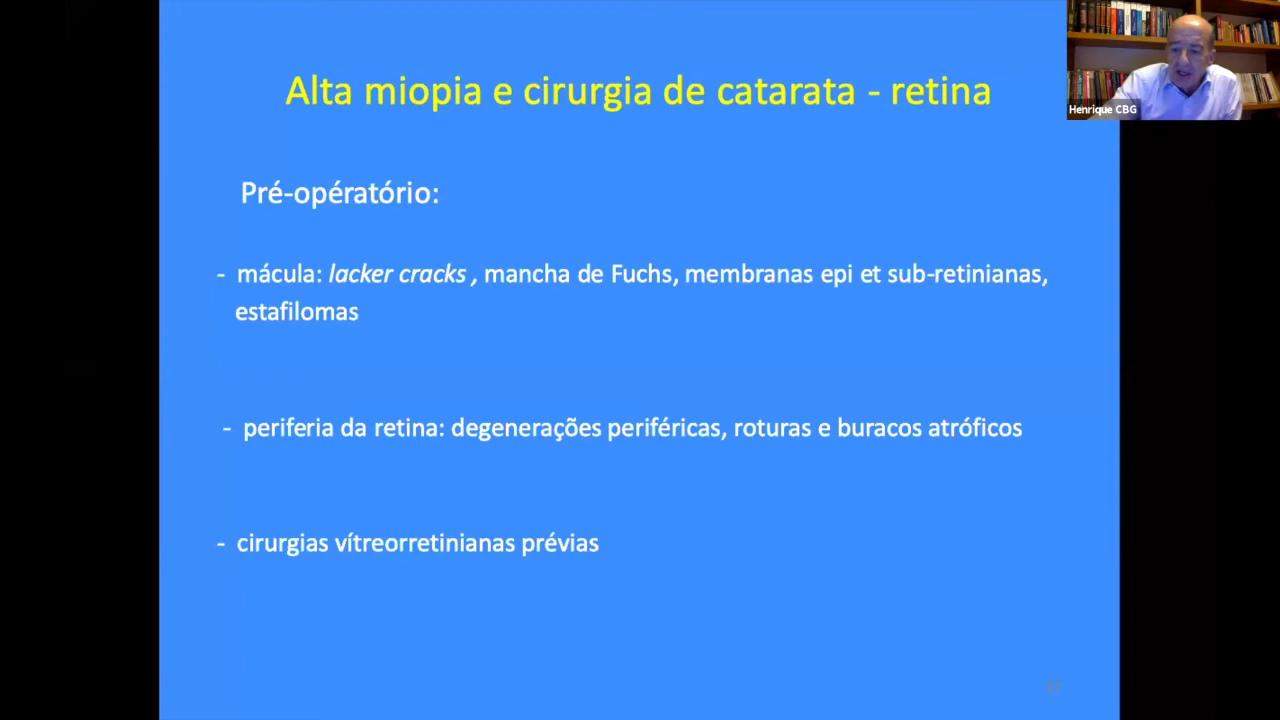 Alta miopia e cirurgia de catarata - retina
Henrique CBG
Pré-opératório:
- mácula: lacker cracks , mancha de Fuchs, membranas epi et sub-retinianas,
estafilomas
- periferia da retina: degenerações periféricas, roturas e buracos atróficos
- cirurgias vítreorretinianas prévias